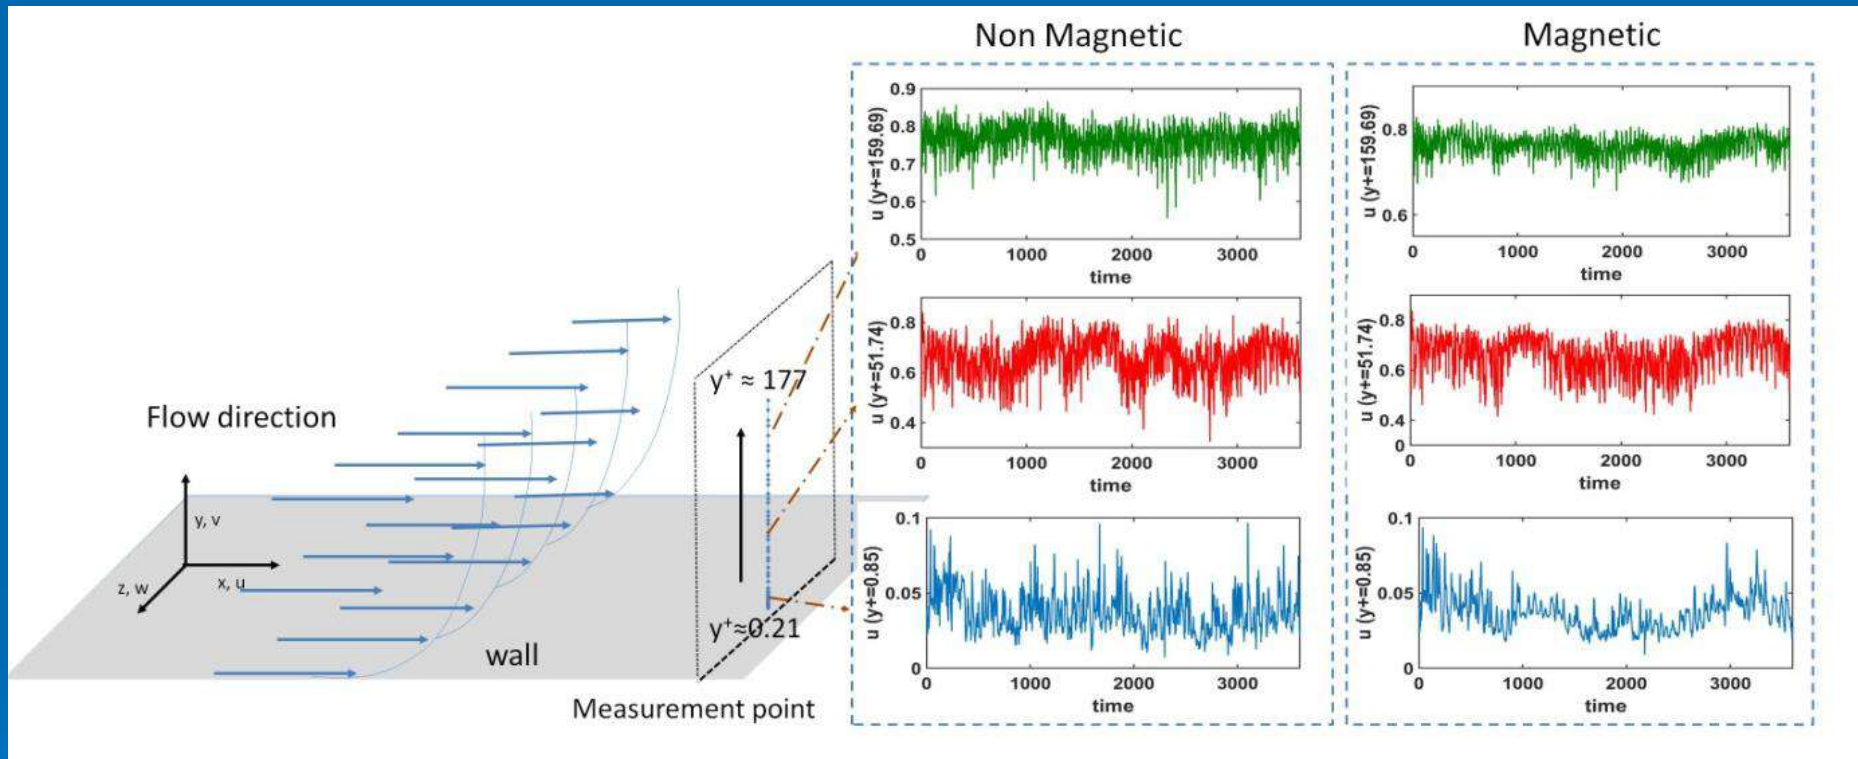 Non Magnetic
Magnetic
Flow direction
y, v
z, w
x, u
wall
y⁺ ≈ 177
y⁺≈0.21
Measurement point
u (y+=159.69)
0.9
0.8
0.7
0.6
0.5
0 1000 2000 3000
time
u (y+=159.69)
0.8
0.6
0 1000 2000 3000
time
u (y+=51.74)
0.8
0.6
0.4
0 1000 2000 3000
time
u (y+=51.74)
0.8
0.6
0.4
0
0 1000 2000 3000
time
u (y+=0.85)
0.1
0.05
0
0 1000 2000 3000
time
u (y+=0.85)
0.1
0.05
0
0 1000 2000 3000
time